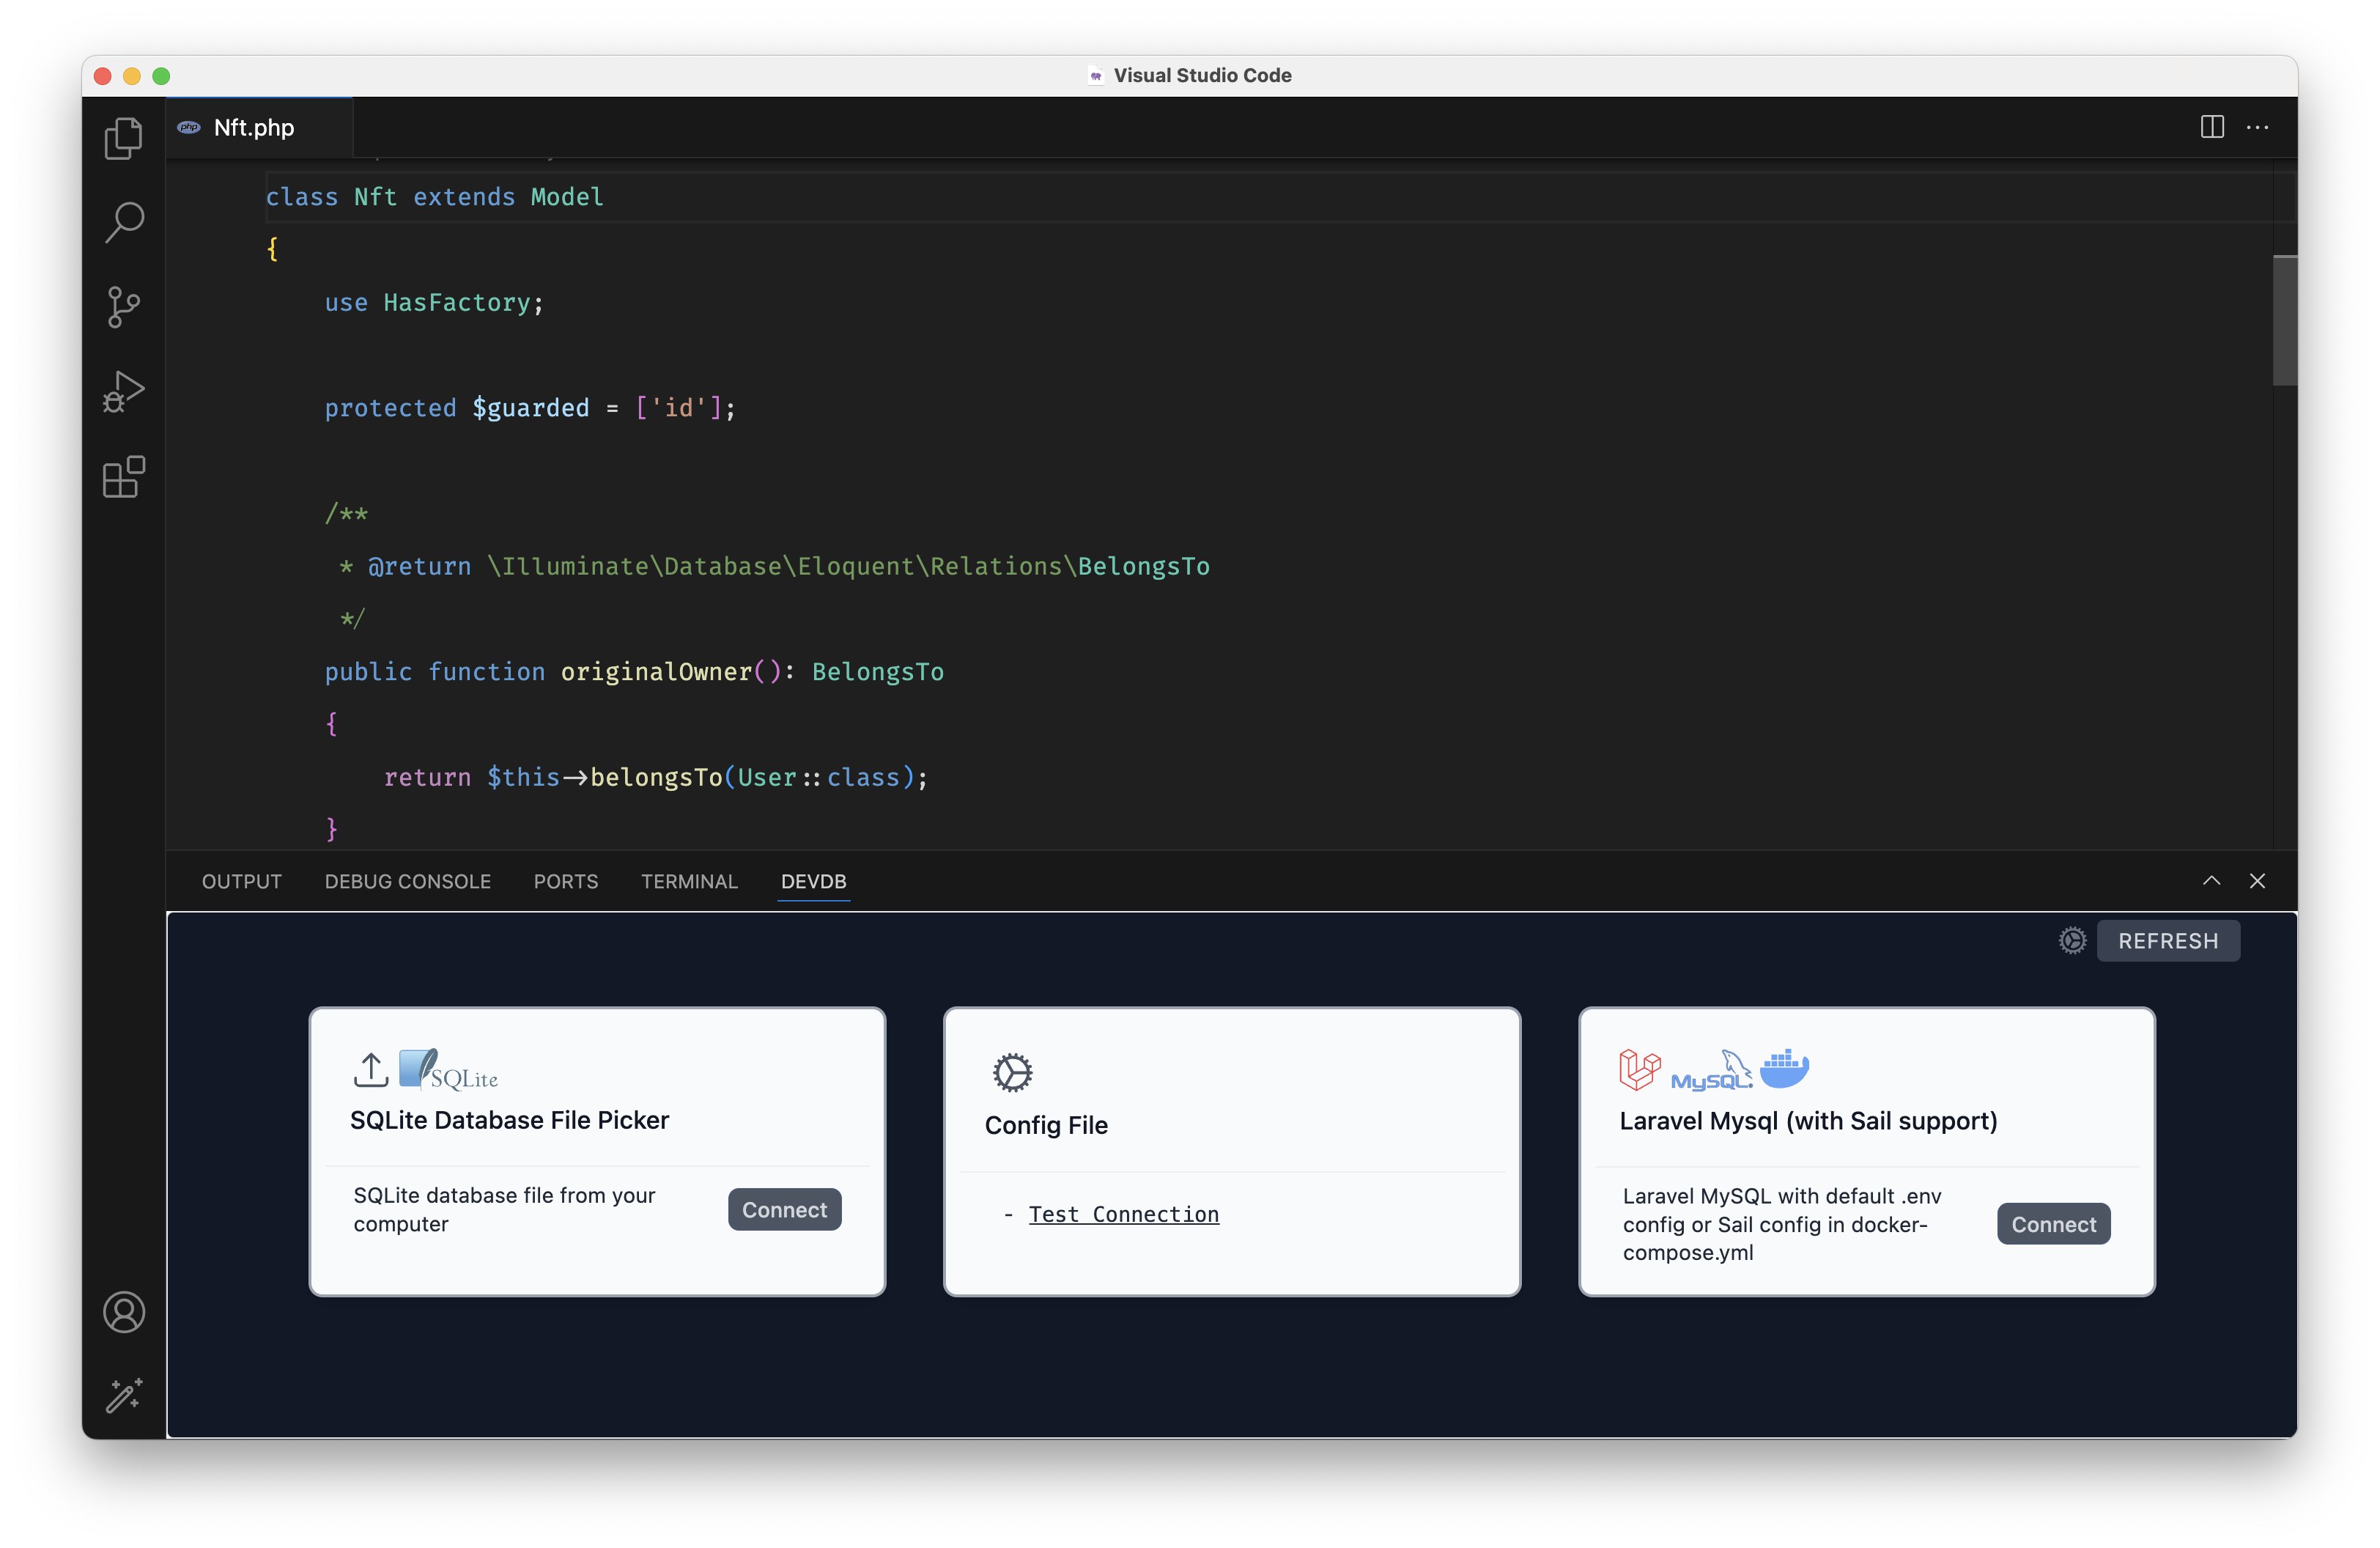 Visual Studio Code
php Nft.php
class Nft extends Model
{
use HasFactory;
protected $guarded = ['id'];
/**
* @return \Illuminate\Database\Eloquent\Relations\BelongsTo
*/
public function originalOwner(): BelongsTo
{
return $this->belongsTo(User::class);
}
OUTPUT DEBUG CONSOLE PORTS TERMINAL DEVDB
REFRESH
SQLite
SQLite Database File Picker
SQLite database file from your
computer
Connect
Config File
- Test Connection
MySQL
Laravel Mysql (with Sail support)
Laravel MySQL with default .env
config or Sail config in docker-
compose.yml
Connect